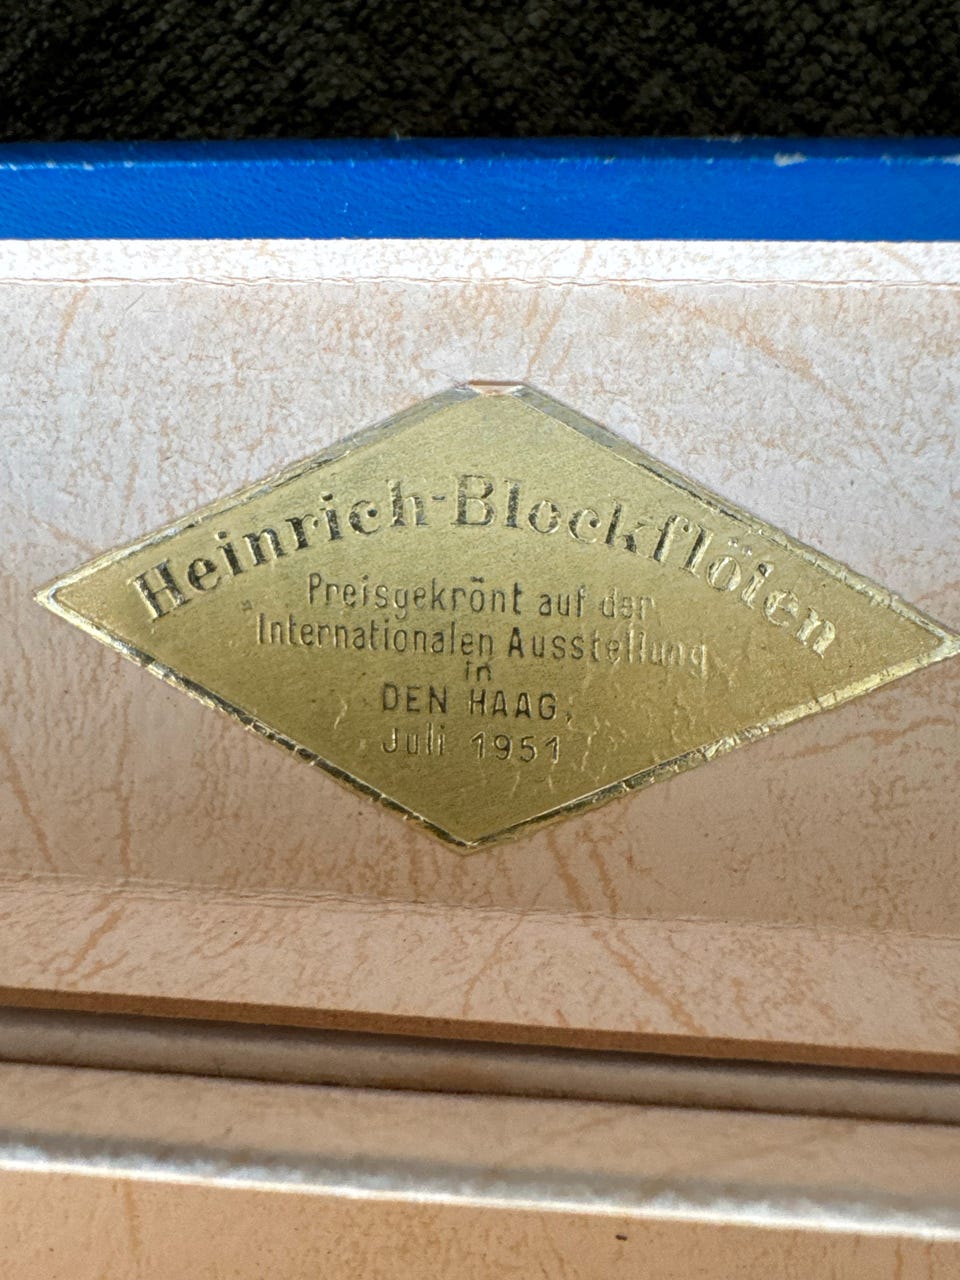 Heinrich-Blockflöten
Preisgekrönt auf der
Internationalen Ausstellung
in
DEN HAAG,
Juli 1951